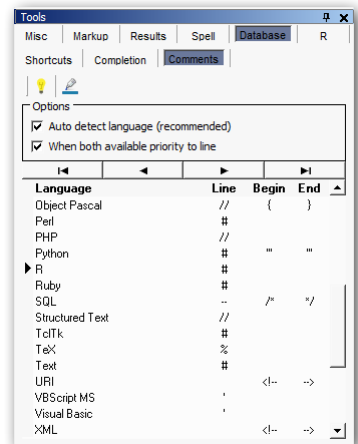 Tools
Misc Markup Results Spell Database R
Shortcuts Completion Comments
Options
Auto detect language (recommended)
When both available priority to line
Language Line Begin End
Object Pascal // { }
Perl #
PHP //
Python # ''' '''
R #
Ruby #
SQL -- /* */
Structured Text //
TclTk #
TeX %
Text #
URI <!-- -->
VBScript MS '
Visual Basic '
XML <!-- -->